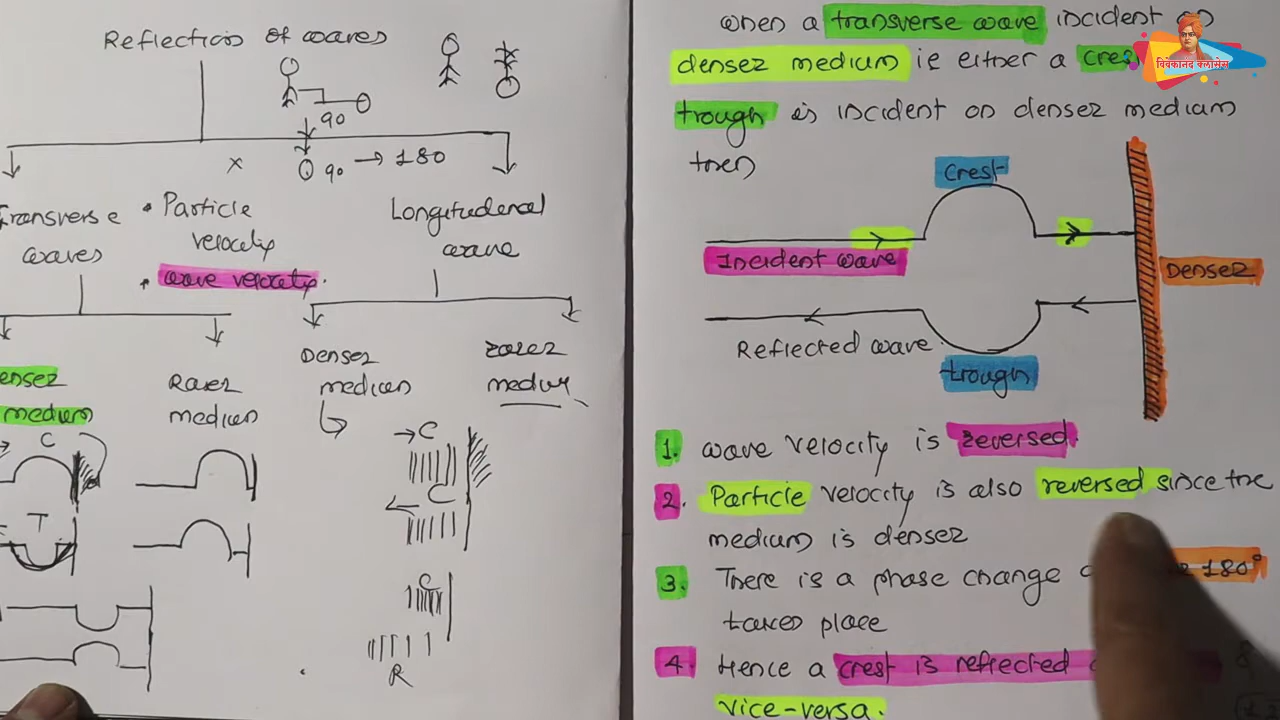 Reflection of waves
90
90 → 180
x
Transverse
waves
• Particle
velocity
• wave velocity.
Longitudenal
wave
Denser
medium
Rarer
medium
Denser
medium
rarer
medium
C
T
→C
C
C
R
when a transverse wave incident on
denser medium ie either a
trough is incident on denser medium
then
Crest
Incident wave
Denser
Reflected wave
trough
1. wave velocity is reversed.
2. Particle velocity is also reversed since the
medium is denser
3. There is a phase change 180°
takes place
4. Hence a crest is reflected &
vice-versa.
विवेकानंद क्लासेस